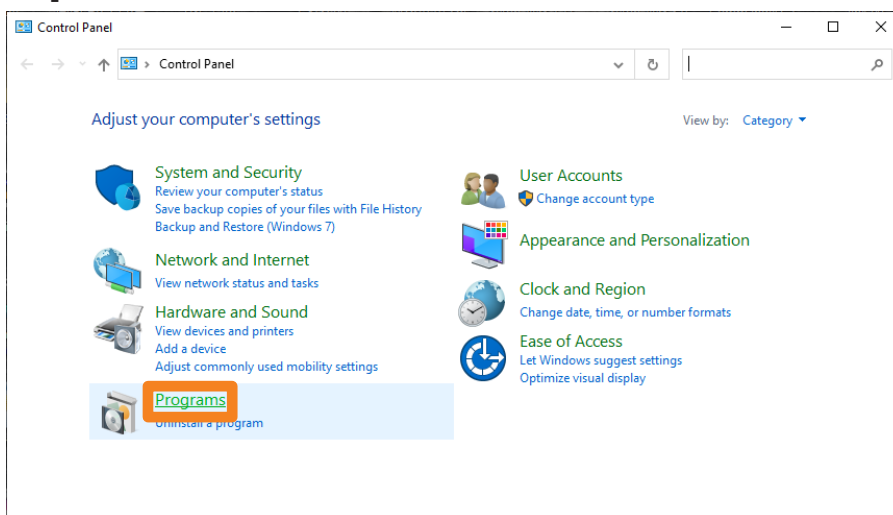 Control Panel
Control Panel
Adjust your computer's settings
View by: Category
System and Security
Review your computer's status
Save backup copies of your files with File History
Backup and Restore (Windows 7)
Network and Internet
View network status and tasks
Hardware and Sound
View devices and printers
Add a device
Adjust commonly used mobility settings
Programs
Uninstall a program
User Accounts
Change account type
Appearance and Personalization
Clock and Region
Change date, time, or number formats
Ease of Access
Let Windows suggest settings
Optimize visual display